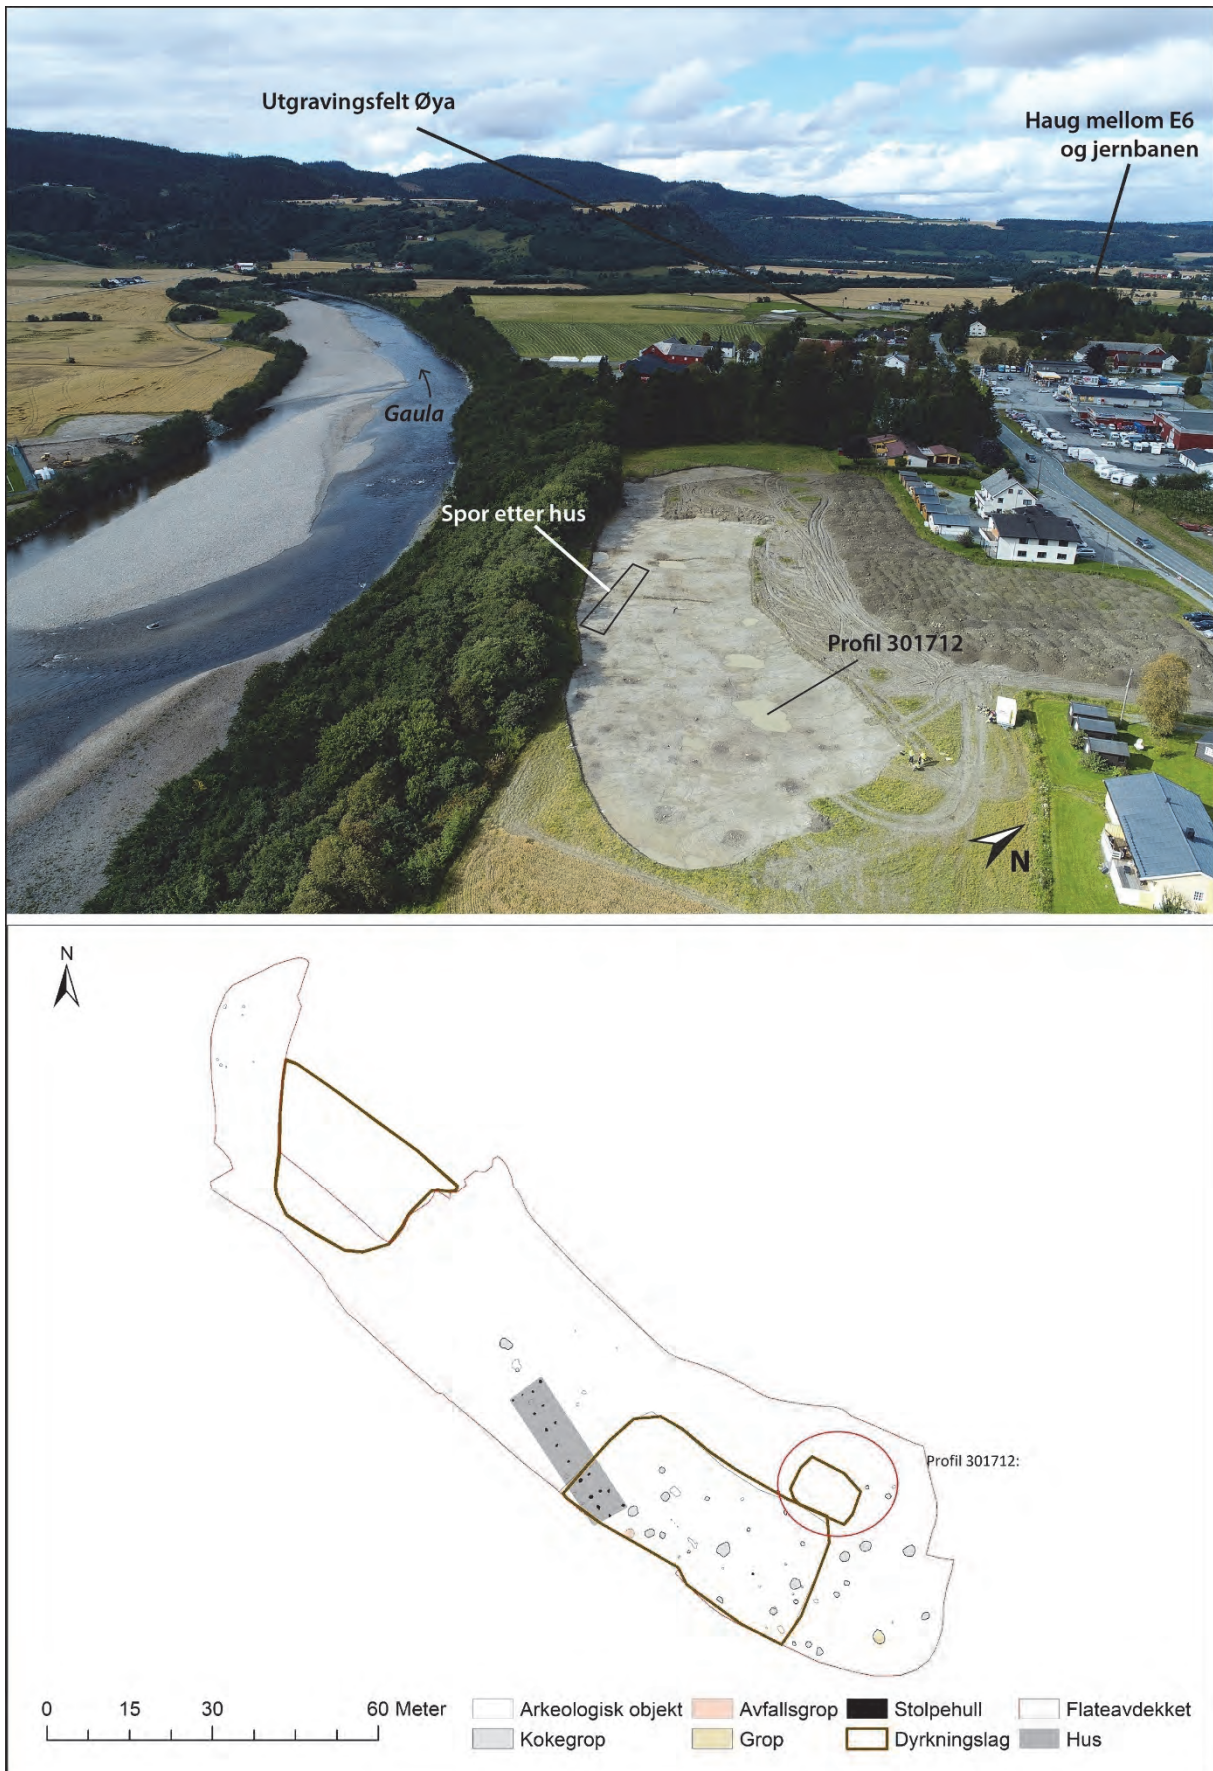 Utgravingsfelt Øya
Haug mellom E6
og jernbanen
Gaula
Spor etter hus
Profil 301712
N
N
Profil 301712:
0 15 30 60 Meter
Arkeologisk objekt
Avfallsgrop
Stolpehull
Flateavdekket
Kokegrop
Grop
Dyrkningslag
Hus